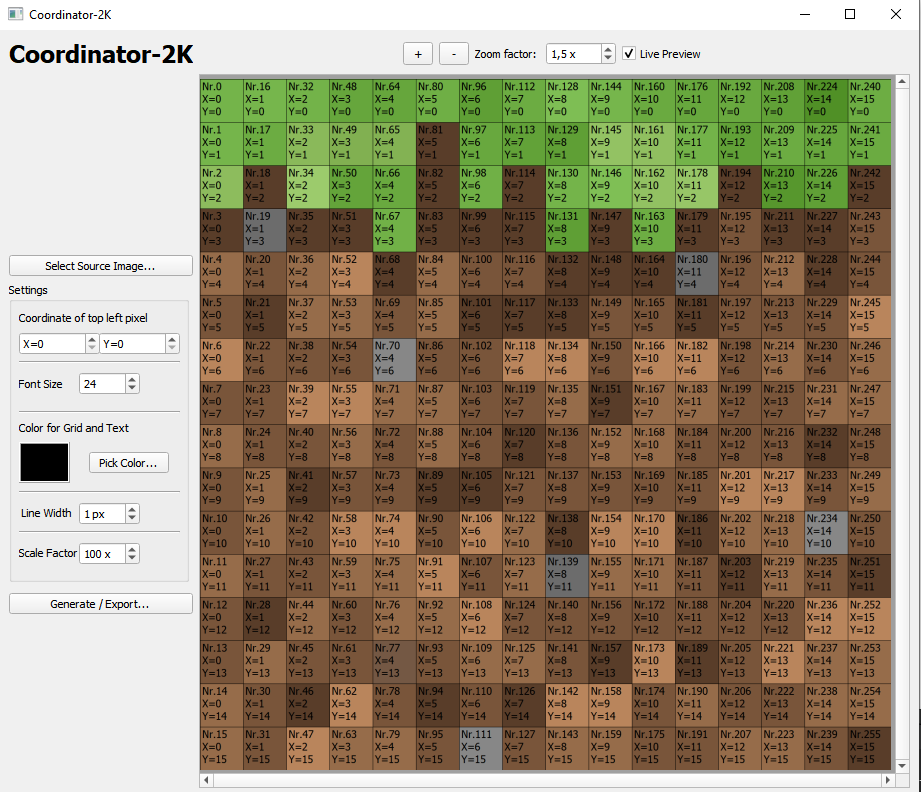 Coordinator-2K
Coordinator-2K
+ - Zoom factor: 1,5 x Live Preview
Select Source Image...
Settings
Coordinate of top left pixel
X=0 Y=0
Font Size 24
Color for Grid and Text
Pick Color...
Line Width 1 px
Scale Factor 100 x
Generate / Export...
Nr.0 Nr.16 Nr.32 Nr.48 Nr.64 Nr.80 Nr.96 Nr.112 Nr.128 Nr.144 Nr.160 Nr.176 Nr.192 Nr.208 Nr.224 Nr.240
X=0 X=1 X=2 X=3 X=4 X=5 X=6 X=7 X=8 X=9 X=10 X=11 X=12 X=13 X=14 X=15
Y=0 Y=0 Y=0 Y=0 Y=0 Y=0 Y=0 Y=0 Y=0 Y=0 Y=0 Y=0 Y=0 Y=0 Y=0 Y=0
Nr.1 Nr.17 Nr.33 Nr.49 Nr.65 Nr.81 Nr.97 Nr.113 Nr.129 Nr.145 Nr.161 Nr.177 Nr.193 Nr.209 Nr.225 Nr.241
X=0 X=1 X=2 X=3 X=4 X=5 X=6 X=7 X=8 X=9 X=10 X=11 X=12 X=13 X=14 X=15
Y=1 Y=1 Y=1 Y=1 Y=1 Y=1 Y=1 Y=1 Y=1 Y=1 Y=1 Y=1 Y=1 Y=1 Y=1 Y=1
Nr.2 Nr.18 Nr.34 Nr.50 Nr.66 Nr.82 Nr.98 Nr.114 Nr.130 Nr.146 Nr.162 Nr.178 Nr.194 Nr.210 Nr.226 Nr.242
X=0 X=1 X=2 X=3 X=4 X=5 X=6 X=7 X=8 X=9 X=10 X=11 X=12 X=13 X=14 X=15
Y=2 Y=2 Y=2 Y=2 Y=2 Y=2 Y=2 Y=2 Y=2 Y=2 Y=2 Y=2 Y=2 Y=2 Y=2 Y=2
Nr.3 Nr.19 Nr.35 Nr.51 Nr.67 Nr.83 Nr.99 Nr.115 Nr.131 Nr.147 Nr.163 Nr.179 Nr.195 Nr.211 Nr.227 Nr.243
X=0 X=1 X=2 X=3 X=4 X=5 X=6 X=7 X=8 X=9 X=10 X=11 X=12 X=13 X=14 X=15
Y=3 Y=3 Y=3 Y=3 Y=3 Y=3 Y=3 Y=3 Y=3 Y=3 Y=3 Y=3 Y=3 Y=3 Y=3 Y=3
Nr.4 Nr.20 Nr.36 Nr.52 Nr.68 Nr.84 Nr.100 Nr.116 Nr.132 Nr.148 Nr.164 Nr.180 Nr.196 Nr.212 Nr.228 Nr.244
X=0 X=1 X=2 X=3 X=4 X=5 X=6 X=7 X=8 X=9 X=10 X=11 X=12 X=13 X=14 X=15
Y=4 Y=4 Y=4 Y=4 Y=4 Y=4 Y=4 Y=4 Y=4 Y=4 Y=4 Y=4 Y=4 Y=4 Y=4 Y=4
Nr.5 Nr.21 Nr.37 Nr.53 Nr.69 Nr.85 Nr.101 Nr.117 Nr.133 Nr.149 Nr.165 Nr.181 Nr.197 Nr.213 Nr.229 Nr.245
X=0 X=1 X=2 X=3 X=4 X=5 X=6 X=7 X=8 X=9 X=10 X=11 X=12 X=13 X=14 X=15
Y=5 Y=5 Y=5 Y=5 Y=5 Y=5 Y=5 Y=5 Y=5 Y=5 Y=5 Y=5 Y=5 Y=5 Y=5 Y=5
Nr.6 Nr.22 Nr.38 Nr.54 Nr.70 Nr.86 Nr.102 Nr.118 Nr.134 Nr.150 Nr.166 Nr.182 Nr.198 Nr.214 Nr.230 Nr.246
X=0 X=1 X=2 X=3 X=4 X=5 X=6 X=7 X=8 X=9 X=10 X=11 X=12 X=13 X=14 X=15
Y=6 Y=6 Y=6 Y=6 Y=6 Y=6 Y=6 Y=6 Y=6 Y=6 Y=6 Y=6 Y=6 Y=6 Y=6 Y=6
Nr.7 Nr.23 Nr.39 Nr.55 Nr.71 Nr.87 Nr.103 Nr.119 Nr.135 Nr.151 Nr.167 Nr.183 Nr.199 Nr.215 Nr.231 Nr.247
X=0 X=1 X=2 X=3 X=4 X=5 X=6 X=7 X=8 X=9 X=10 X=11 X=12 X=13 X=14 X=15
Y=7 Y=7 Y=7 Y=7 Y=7 Y=7 Y=7 Y=7 Y=7 Y=7 Y=7 Y=7 Y=7 Y=7 Y=7 Y=7
Nr.8 Nr.24 Nr.40 Nr.56 Nr.72 Nr.88 Nr.104 Nr.120 Nr.136 Nr.152 Nr.168 Nr.184 Nr.200 Nr.216 Nr.232 Nr.248
X=0 X=1 X=2 X=3 X=4 X=5 X=6 X=7 X=8 X=9 X=10 X=11 X=12 X=13 X=14 X=15
Y=8 Y=8 Y=8 Y=8 Y=8 Y=8 Y=8 Y=8 Y=8 Y=8 Y=8 Y=8 Y=8 Y=8 Y=8 Y=8
Nr.9 Nr.25 Nr.41 Nr.57 Nr.73 Nr.89 Nr.105 Nr.121 Nr.137 Nr.153 Nr.169 Nr.185 Nr.201 Nr.217 Nr.233 Nr.249
X=0 X=1 X=2 X=3 X=4 X=5 X=6 X=7 X=8 X=9 X=10 X=11 X=12 X=13 X=14 X=15
Y=9 Y=9 Y=9 Y=9 Y=9 Y=9 Y=9 Y=9 Y=9 Y=9 Y=9 Y=9 Y=9 Y=9 Y=9 Y=9
Nr.10 Nr.26 Nr.42 Nr.58 Nr.74 Nr.90 Nr.106 Nr.122 Nr.138 Nr.154 Nr.170 Nr.186 Nr.202 Nr.218 Nr.234 Nr.250
X=0 X=1 X=2 X=3 X=4 X=5 X=6 X=7 X=8 X=9 X=10 X=11 X=12 X=13 X=14 X=15
Y=10 Y=10 Y=10 Y=10 Y=10 Y=10 Y=10 Y=10 Y=10 Y=10 Y=10 Y=10 Y=10 Y=10 Y=10 Y=10
Nr.11 Nr.27 Nr.43 Nr.59 Nr.75 Nr.91 Nr.107 Nr.123 Nr.139 Nr.155 Nr.171 Nr.187 Nr.203 Nr.219 Nr.235 Nr.251
X=0 X=1 X=2 X=3 X=4 X=5 X=6 X=7 X=8 X=9 X=10 X=11 X=12 X=13 X=14 X=15
Y=11 Y=11 Y=11 Y=11 Y=11 Y=11 Y=11 Y=11 Y=11 Y=11 Y=11 Y=11 Y=11 Y=11 Y=11 Y=11
Nr.12 Nr.28 Nr.44 Nr.60 Nr.76 Nr.92 Nr.108 Nr.124 Nr.140 Nr.156 Nr.172 Nr.188 Nr.204 Nr.220 Nr.236 Nr.252
X=0 X=1 X=2 X=3 X=4 X=5 X=6 X=7 X=8 X=9 X=10 X=11 X=12 X=13 X=14 X=15
Y=12 Y=12 Y=12 Y=12 Y=12 Y=12 Y=12 Y=12 Y=12 Y=12 Y=12 Y=12 Y=12 Y=12 Y=12 Y=12
Nr.13 Nr.29 Nr.45 Nr.61 Nr.77 Nr.93 Nr.109 Nr.125 Nr.141 Nr.157 Nr.173 Nr.189 Nr.205 Nr.221 Nr.237 Nr.253
X=0 X=1 X=2 X=3 X=4 X=5 X=6 X=7 X=8 X=9 X=10 X=11 X=12 X=13 X=14 X=15
Y=13 Y=13 Y=13 Y=13 Y=13 Y=13 Y=13 Y=13 Y=13 Y=13 Y=13 Y=13 Y=13 Y=13 Y=13 Y=13
Nr.14 Nr.30 Nr.46 Nr.62 Nr.78 Nr.94 Nr.110 Nr.126 Nr.142 Nr.158 Nr.174 Nr.190 Nr.206 Nr.222 Nr.238 Nr.254
X=0 X=1 X=2 X=3 X=4 X=5 X=6 X=7 X=8 X=9 X=10 X=11 X=12 X=13 X=14 X=15
Y=14 Y=14 Y=14 Y=14 Y=14 Y=14 Y=14 Y=14 Y=14 Y=14 Y=14 Y=14 Y=14 Y=14 Y=14 Y=14
Nr.15 Nr.31 Nr.47 Nr.63 Nr.79 Nr.95 Nr.111 Nr.127 Nr.143 Nr.159 Nr.175 Nr.191 Nr.207 Nr.223 Nr.239 Nr.255
X=0 X=1 X=2 X=3 X=4 X=5 X=6 X=7 X=8 X=9 X=10 X=11 X=12 X=13 X=14 X=15
Y=15 Y=15 Y=15 Y=15 Y=15 Y=15 Y=15 Y=15 Y=15 Y=15 Y=15 Y=15 Y=15 Y=15 Y=15 Y=15